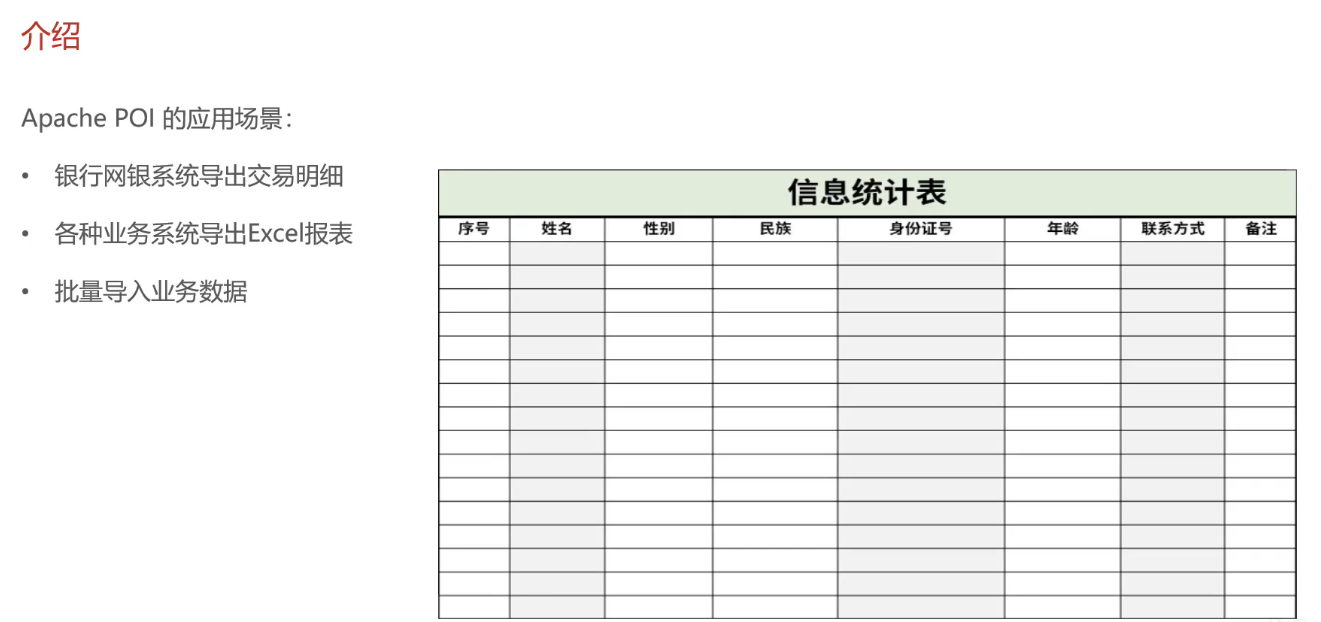 介绍
Apache POI 的应用场景：
• 银行网银系统导出交易明细
• 各种业务系统导出Excel报表
• 批量导入业务数据
信息统计表
序号 姓名 性别 民族 身份证号 年龄 联系方式 备注